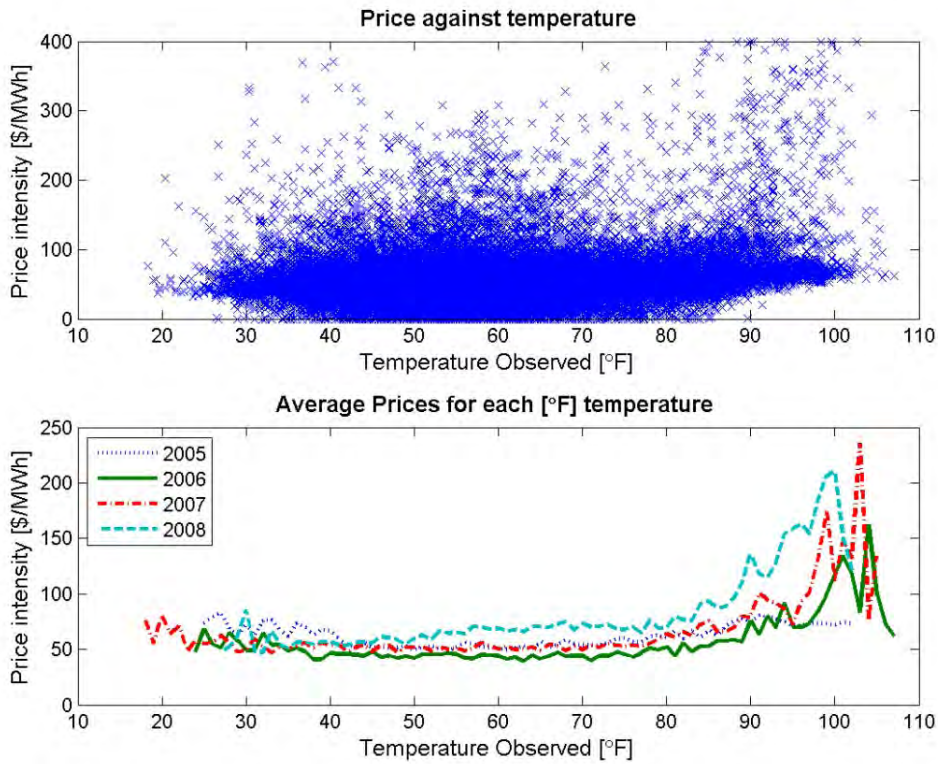 Price against temperature
400
300
200
100
0
Price intensity [$/MWh]
10 20 30 40 50 60 70 80 90 100 110
Temperature Observed [°F]
Average Prices for each [°F] temperature
250
200
150
100
50
0
Price intensity [$/MWh]
2005
2006
2007
2008
10 20 30 40 50 60 70 80 90 100 110
Temperature Observed [°F]